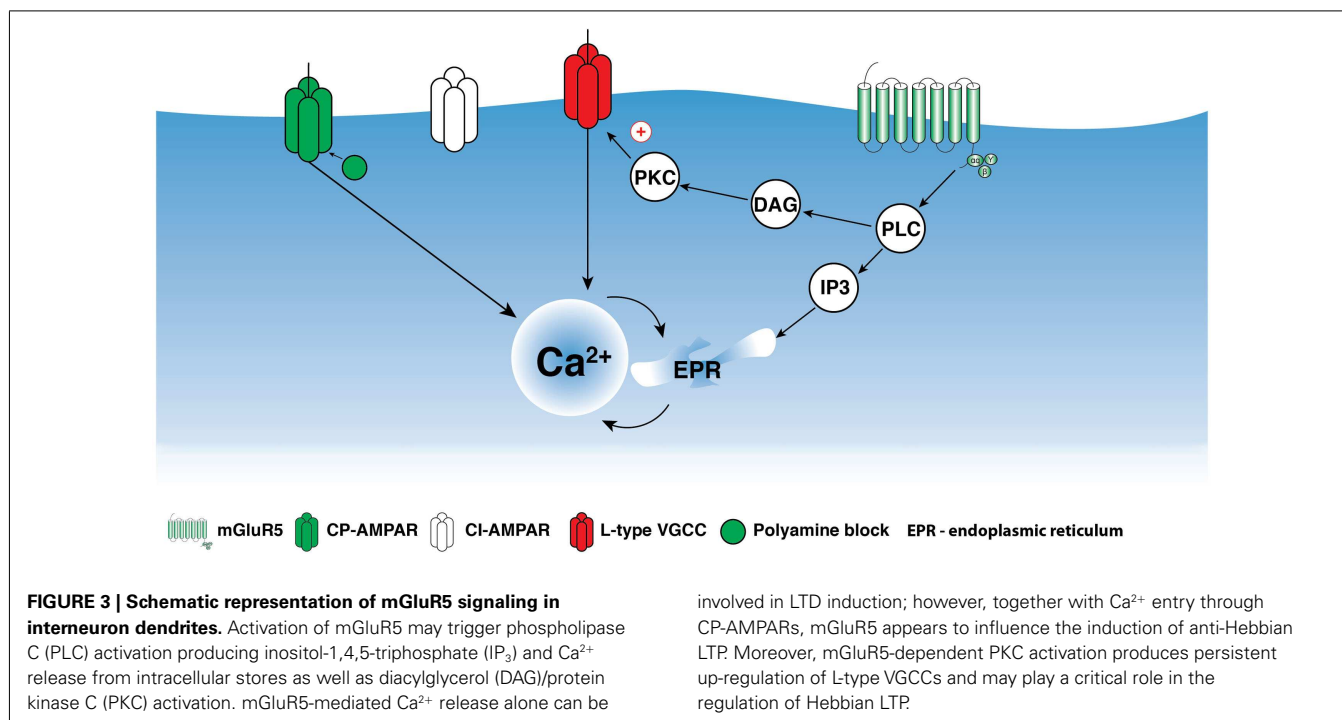 +
PKC
DAG
PLC
IP3
αq γ
β
Ca²⁺
EPR
mGluR5 CP-AMPAR CI-AMPAR L-type VGCC Polyamine block EPR - endoplasmic reticulum
FIGURE 3 | Schematic representation of mGluR5 signaling in
interneuron dendrites. Activation of mGluR5 may trigger phospholipase
C (PLC) activation producing inositol-1,4,5-triphosphate (IP₃) and Ca²⁺
release from intracellular stores as well as diacylglycerol (DAG)/protein
kinase C (PKC) activation. mGluR5-mediated Ca²⁺ release alone can be
involved in LTD induction; however, together with Ca²⁺ entry through
CP-AMPARs, mGluR5 appears to influence the induction of anti-Hebbian
LTP. Moreover, mGluR5-dependent PKC activation produces persistent
up-regulation of L-type VGCCs and may play a critical role in the
regulation of Hebbian LTP.